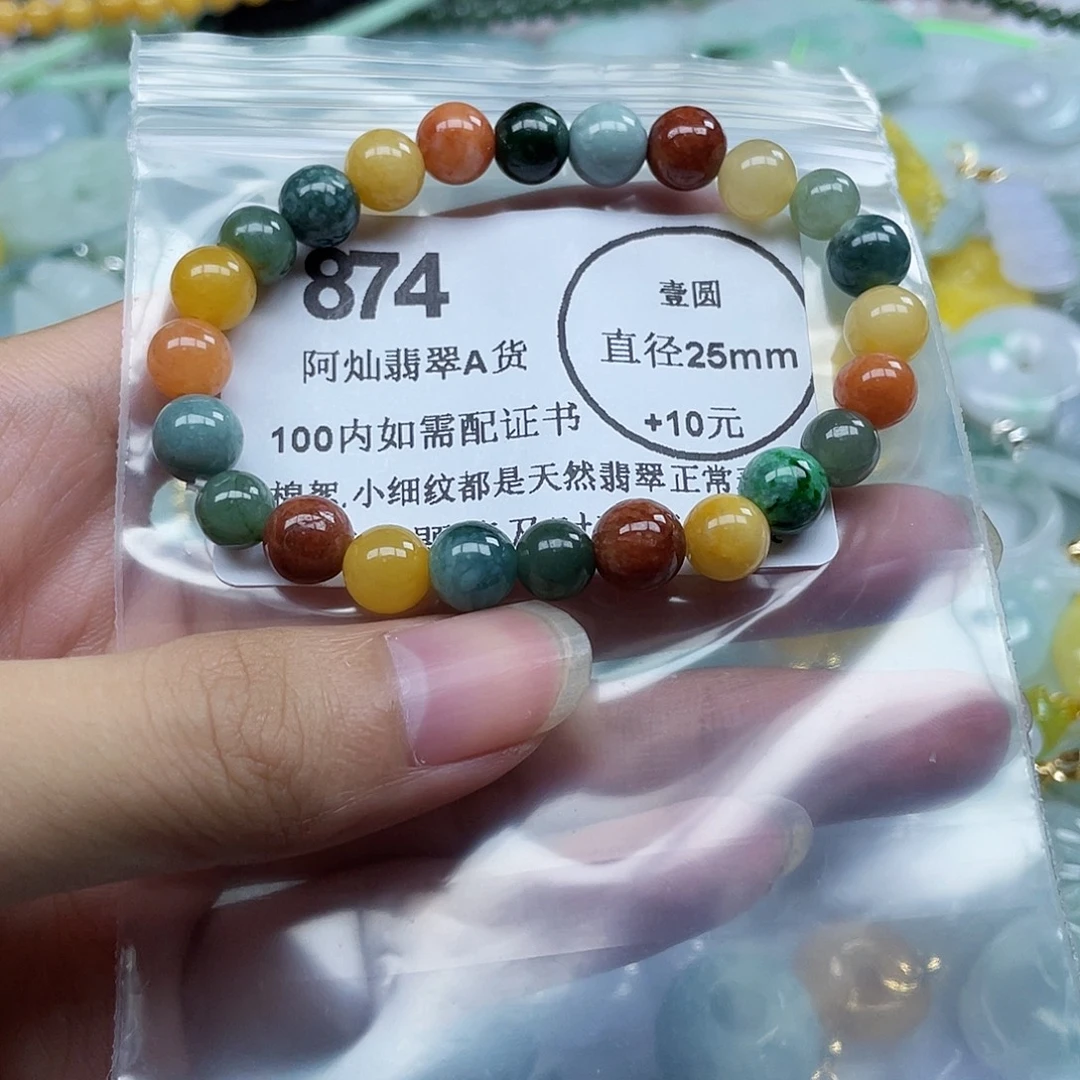 874
阿灿翡翠A货
壹圆
直径25mm
+10元
100内如需配证书
棉絮,小细纹都是天然翡翠正常